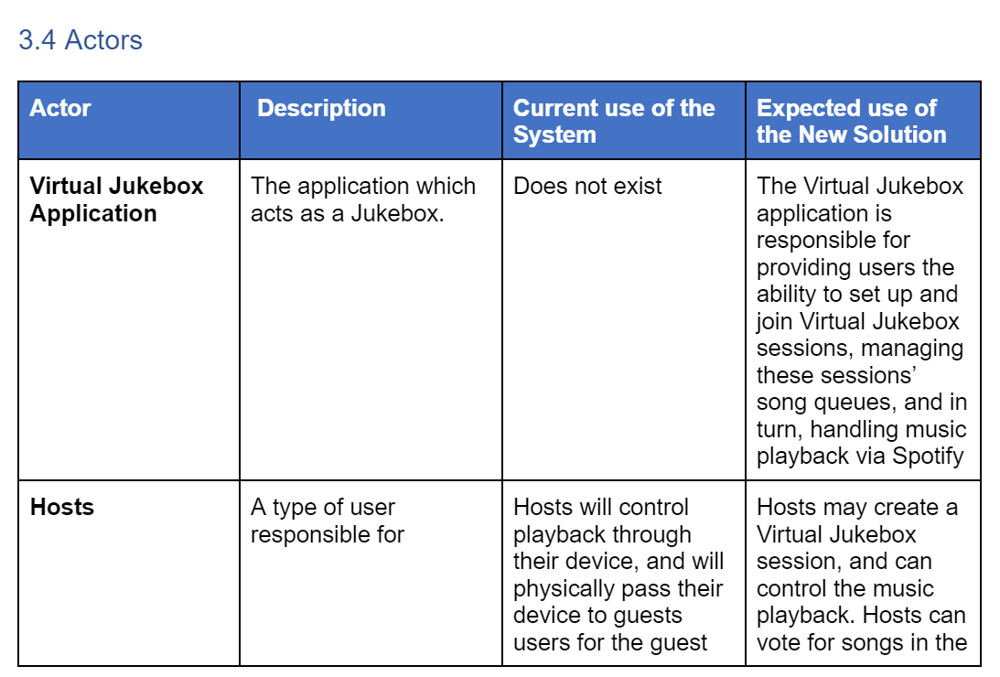 3.4 Actors
Actor
Description
Current use of the
System
Expected use of
the New Solution
Virtual Jukebox
Application
The application which
acts as a Jukebox.
Does not exist
The Virtual Jukebox
application is
responsible for
providing users the
ability to set up and
join Virtual Jukebox
sessions, managing
these sessions’
song queues, and in
turn, handling music
playback via Spotify
Hosts
A type of user
responsible for
Hosts will control
playback through
their device, and will
physically pass their
device to guests
users for the guest
Hosts may create a
Virtual Jukebox
session, and can
control the music
playback. Hosts can
vote for songs in the